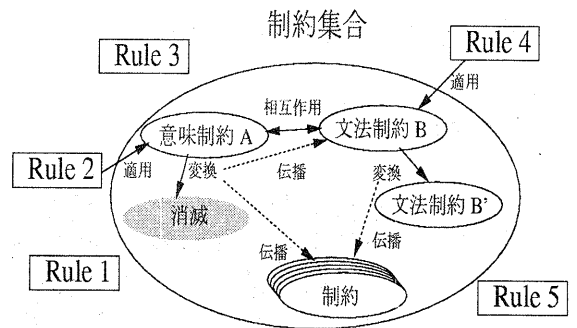 制約集合
Rule 3
Rule 4
適用
相互作用
意味制約 A
文法制約 B
Rule 2
適用
変換
伝播
変換
消滅
文法制約 B'
伝播
伝播
Rule 1
制約
Rule 5